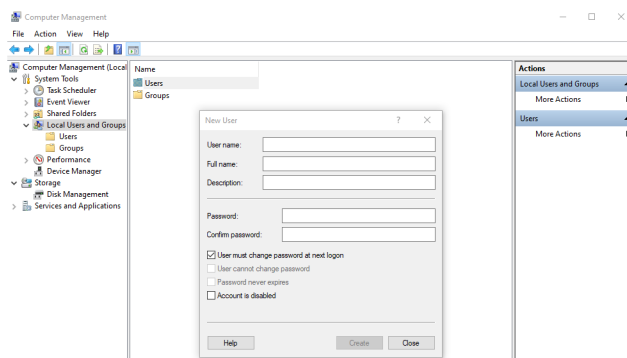 Computer Management
File Action View Help
Computer Management (Local
System Tools
Task Scheduler
Event Viewer
Shared Folders
Local Users and Groups
Users
Groups
Performance
Device Manager
Storage
Disk Management
Services and Applications
Name
Users
Groups
New User
User name:
Full name:
Description:
Password:
Confirm password:
User must change password at next logon
User cannot change password
Password never expires
Account is disabled
Help Create Close
Actions
Local Users and Groups
More Actions
Users
More Actions